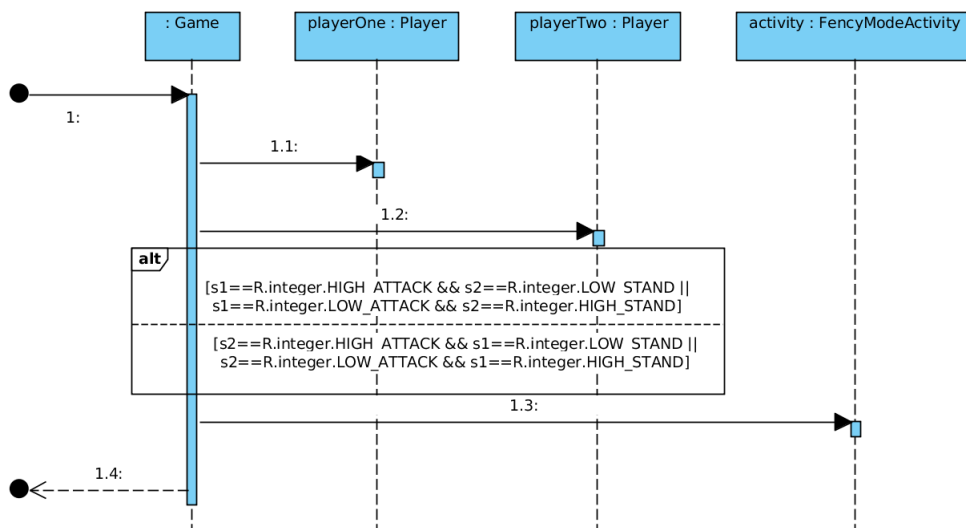 : Game
playerOne : Player
playerTwo : Player
activity : FencyModeActivity
1:
1.1:
1.2:
alt
[s1==R.integer.HIGH_ATTACK && s2==R.integer.LOW_STAND ||
s1==R.integer.LOW_ATTACK && s2==R.integer.HIGH_STAND]
[s2==R.integer.HIGH_ATTACK && s1==R.integer.LOW_STAND ||
s2==R.integer.LOW_ATTACK && s1==R.integer.HIGH_STAND]
1.3:
1.4: